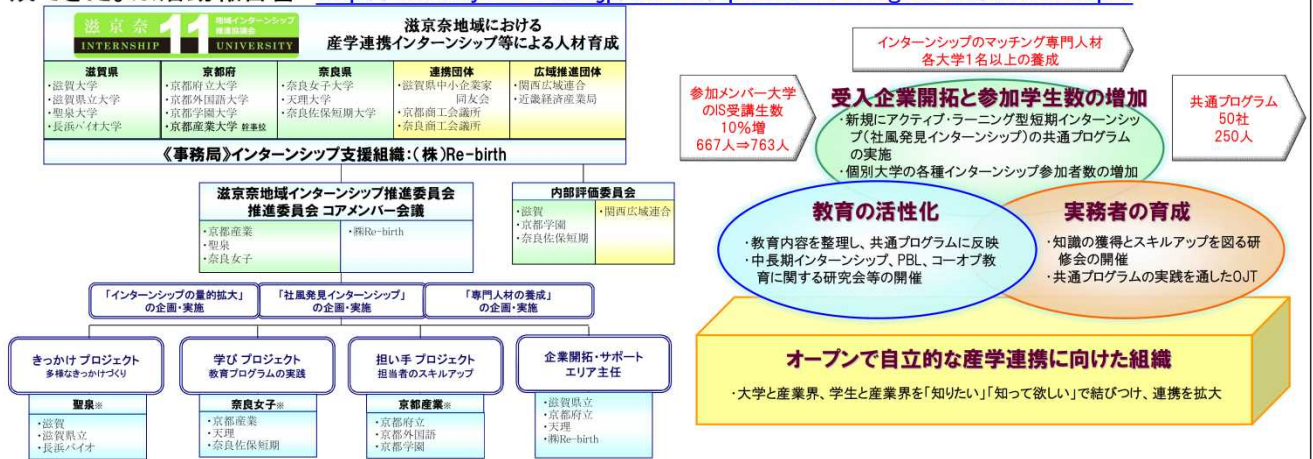 滋京奈
11
地域インターンシップ
推進協議会
INTERNSHIP
UNIVERSITY
滋京奈地域における
産学連携インターンシップ等による人材育成
滋賀県
・滋賀大学
・滋賀県立大学
・聖泉大学
・長浜バイオ大学
京都府
・京都府立大学
・京都外国語大学
・京都学園大学
・京都産業大学 幹事校
奈良県
・奈良女子大学
・天理大学
・奈良佐保短期大学
連携団体
・滋賀県中小企業家
同友会
・京都商工会議所
・奈良商工会議所
広域推進団体
・関西広域連合
・近畿経済産業局
《事務局》インターンシップ支援組織:(株)Re-birth
滋京奈地域インターンシップ推進委員会
推進委員会 コアメンバー会議
・京都産業
・聖泉
・奈良女子
・㈱Re-birth
内部評価委員会
・滋賀
・京都学園
・奈良佐保短期
・関西広域連合
「インターンシップの量的拡大」
の企画・実施
「社風発見インターンシップ」
の企画・実施
「専門人材の養成」
の企画・実施
きっかけ プロジェクト
多様なきっかけづくり
聖泉※
・滋賀
・滋賀県立
・長浜バイオ
学び プロジェクト
教育プログラムの実践
奈良女子※
・京都産業
・天理
・奈良佐保短期
担い手 プロジェクト
担当者のスキルアップ
京都産業※
・京都府立
・京都外国語
・京都学園
企業開拓・サポート
エリア主任
・滋賀県立
・京都府立
・天理
・㈱Re-birth
インターンシップのマッチング専門人材
各大学1名以上の養成
参加メンバー大学
のIS受講生数
10%増
667人⇒763人
受入企業開拓と参加学生数の増加
・新規にアクティブ・ラーニング型短期インターンシッ
プ(社風発見インターンシップ)の共通プログラム
の実施
・個別大学の各種インターンシップ参加者数の増加
共通プログラム
50社
250人
教育の活性化
・教育内容を整理し、共通プログラムに反映
・中長期インターンシップ、PBL、コーオプ教
育に関する研究会等の開催
実務者の育成
・知識の獲得とスキルアップを図る研
修会の開催
・共通プログラムの実践を通したOJT
オープンで自立的な産学連携に向けた組織
・大学と産業界、学生と産業界を「知りたい」「知って欲しい」で結びつけ、連携を拡大